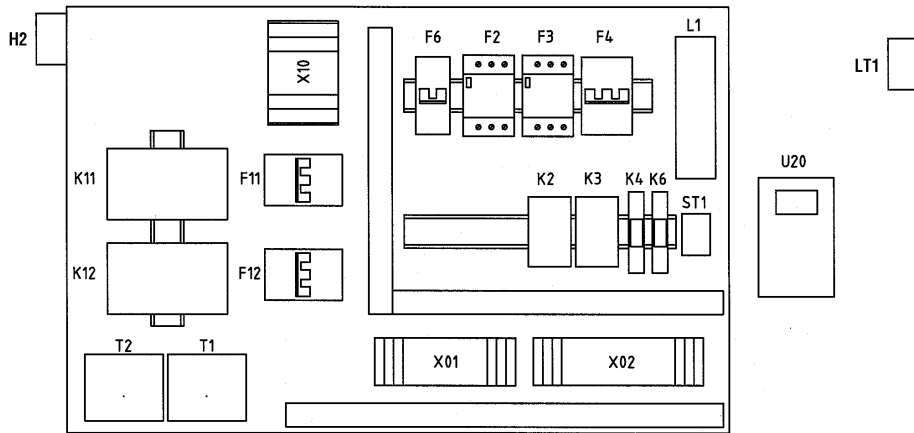 H2
X10
F6 F2 F3 F4 L1
LT1
K11 F11
K2 K3 K4 K6
ST1
U20
K12 F12
T2 T1
X01 X02